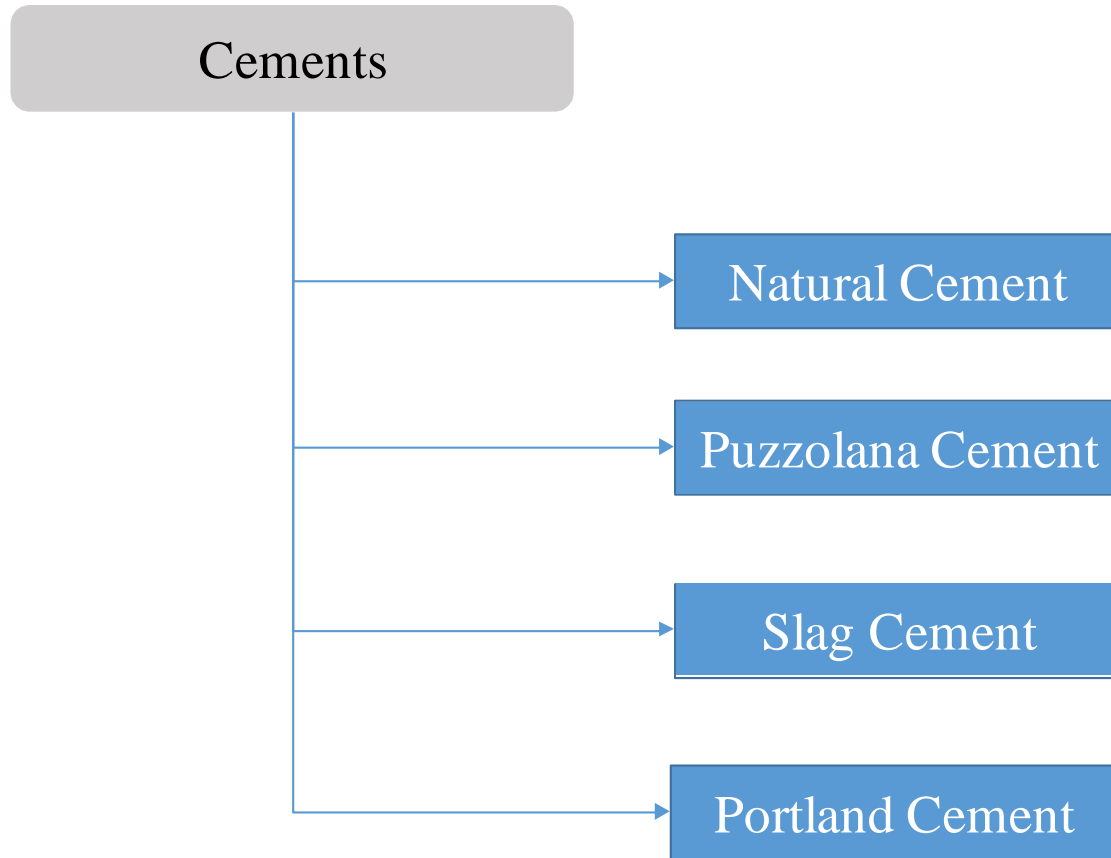 Cements
Natural Cement
Puzzolana Cement
Slag Cement
Portland Cement